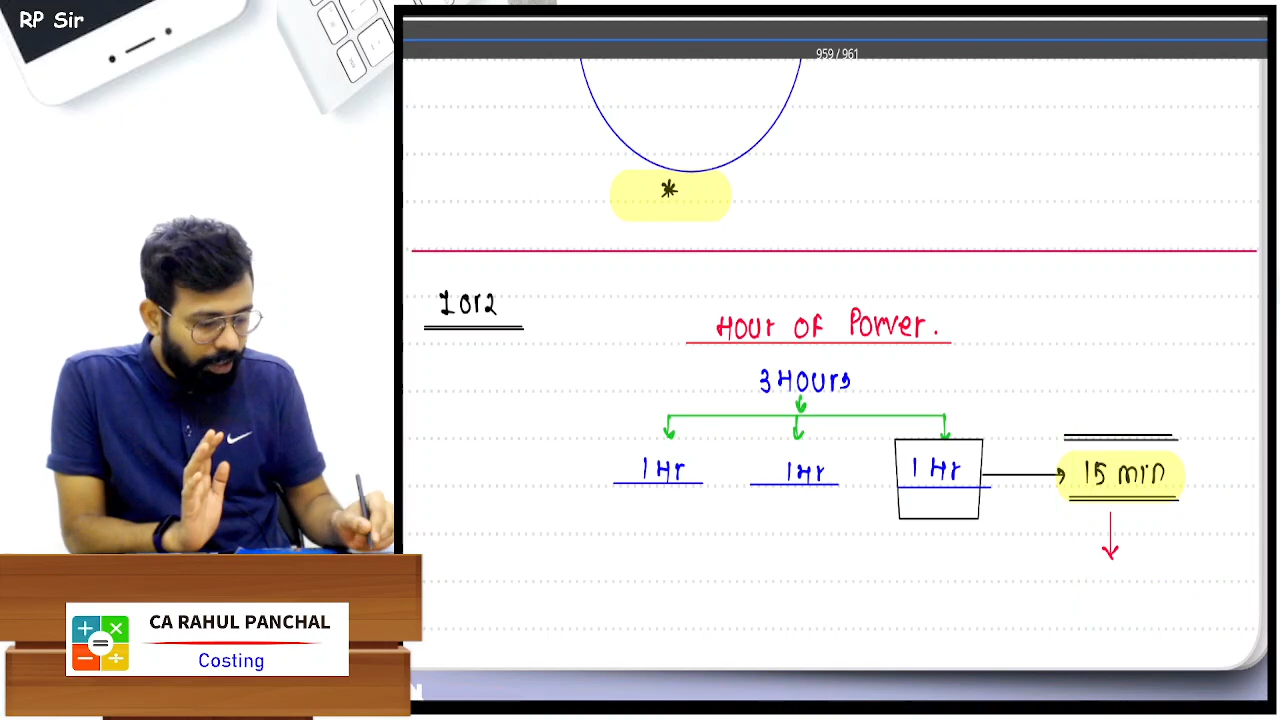 RP Sir
959 / 961
*
1 or 2
Hour of Power.
3 Hours
1 Hr 1 Hr 1 Hr 15 min
CA RAHUL PANCHAL
Costing